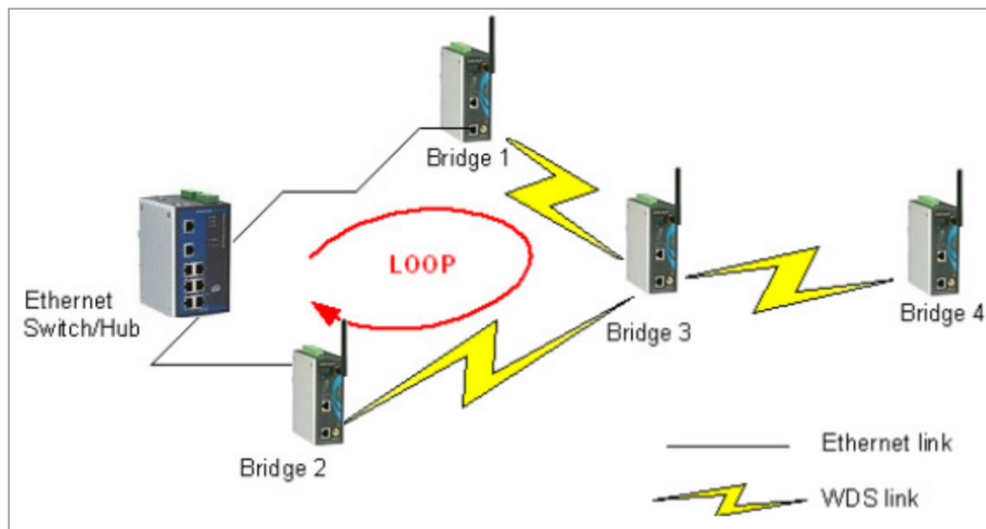 Bridge 1
LOOP
Ethernet
Switch/Hub
Bridge 3
Bridge 4
Bridge 2
Ethernet link
WDS link